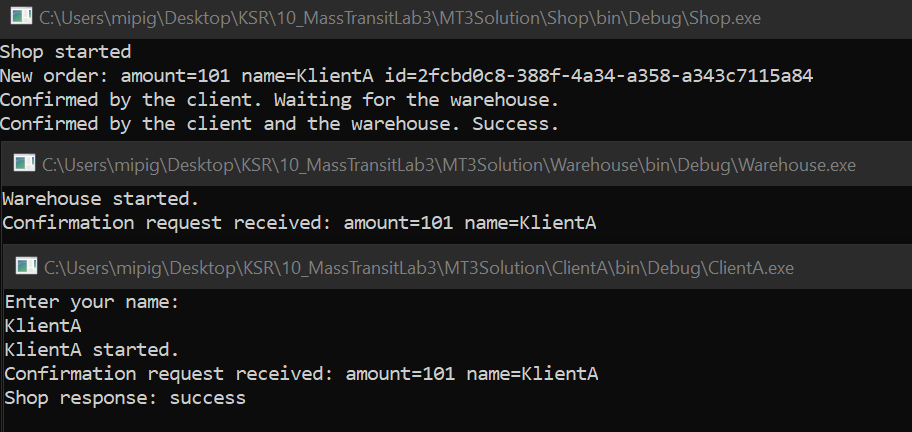 C:\Users\mipig\Desktop\KSR\10_MassTransitLab3\MT3Solution\Shop\bin\Debug\Shop.exe
Shop started
New order: amount=101 name=KlientA id=2fcbd0c8-388f-4a34-a358-a343c7115a84
Confirmed by the client. Waiting for the warehouse.
Confirmed by the client and the warehouse. Success.
C:\Users\mipig\Desktop\KSR\10_MassTransitLab3\MT3Solution\Warehouse\bin\Debug\Warehouse.exe
Warehouse started.
Confirmation request received: amount=101 name=KlientA
C:\Users\mipig\Desktop\KSR\10_MassTransitLab3\MT3Solution\ClientA\bin\Debug\ClientA.exe
Enter your name:
KlientA
KlientA started.
Confirmation request received: amount=101 name=KlientA
Shop response: success